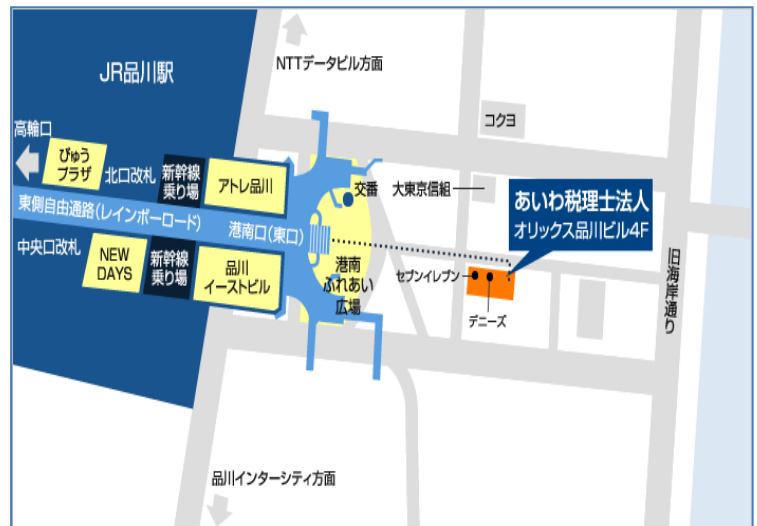 NTTデータビル方面
JR品川駅
コクヨ
高輪口
びゅう
プラザ
北口改札
新幹線
乗り場
アトレ品川
交番
大東京信組
あいわ税理士法人
オリックス品川ビル4F
東側自由通路(レインボーロード)
港南口(東口)
中央口改札
NEW
DAYS
新幹線
乗り場
品川
イーストビル
港南
ふれあい
広場
セブンイレブン
デニーズ
旧海岸通り
品川インターシティ方面